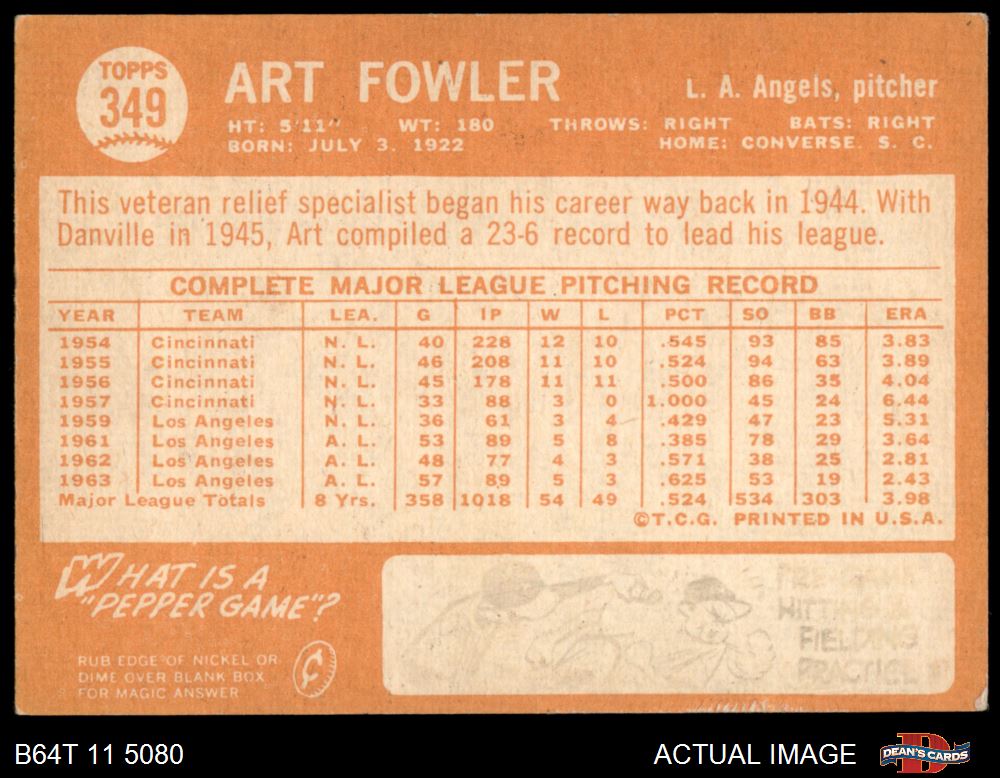 TOPPS
349
ART FOWLER
L. A. Angels, pitcher
HT: 5'11" WT: 180 THROWS: RIGHT BATS: RIGHT
BORN: JULY 3, 1922 HOME: CONVERSE, S. C.
This veteran relief specialist began his career way back in 1944. With
Danville in 1945, Art compiled a 23-6 record to lead his league.
COMPLETE MAJOR LEAGUE PITCHING RECORD
YEAR TEAM LEA. G IP W L PCT SO BB ERA
1954 Cincinnati N. L. 40 228 12 10 .545 93 85 3.83
1955 Cincinnati N. L. 46 208 11 10 .524 94 63 3.89
1956 Cincinnati N. L. 45 178 11 11 .500 86 35 4.04
1957 Cincinnati N. L. 33 88 3 0 1.000 45 24 6.44
1959 Los Angeles N. L. 36 61 3 4 .429 47 23 5.31
1961 Los Angeles A. L. 53 89 5 8 .385 78 29 3.64
1962 Los Angeles A. L. 48 77 4 3 .571 38 25 2.81
1963 Los Angeles A. L. 57 89 5 3 .625 53 19 2.43
Major League Totals 8 Yrs. 358 1018 54 49 .524 534 303 3.98
©T.C.G. PRINTED IN U.S.A.
WHAT IS A
"PEPPER GAME"?
RUB EDGE OF NICKEL OR
DIME OVER BLANK BOX
FOR MAGIC ANSWER
HITTING &
FIELDING
PRACTICE
B64T 11 5080
ACTUAL IMAGE
DEAN'S CARDS